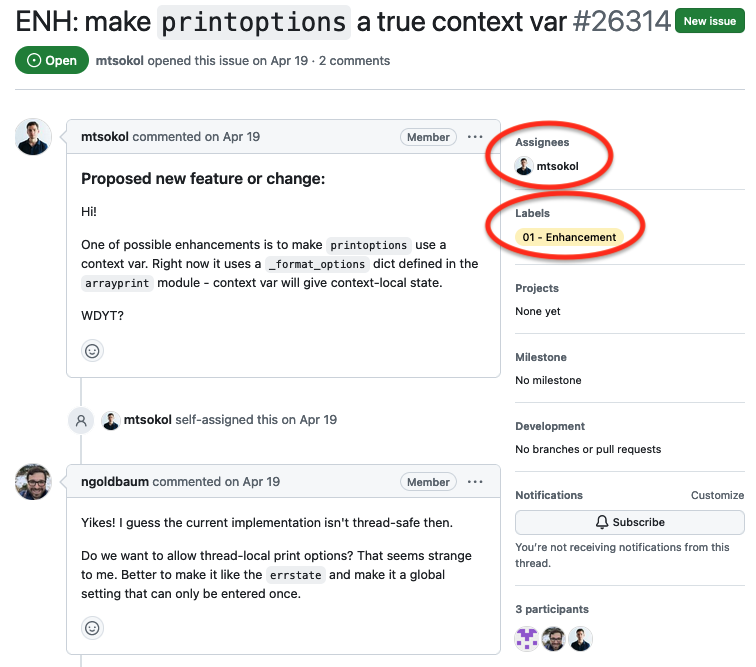 ENH: make printoptions a true context var #26314
New issue
Open
mtsokol opened this issue on Apr 19 · 2 comments
mtsokol commented on Apr 19
Member
Proposed new feature or change:
Hi!
One of possible enhancements is to make printoptions use a
context var. Right now it uses a _format_options dict defined in the
arrayprint module - context var will give context-local state.
WDYT?
mtsokol self-assigned this on Apr 19
ngoldbaum commented on Apr 19
Member
Yikes! I guess the current implementation isn't thread-safe then.
Do we want to allow thread-local print options? That seems strange
to me. Better to make it like the errstate and make it a global
setting that can only be entered once.
Assignees
mtsokol
Labels
01 - Enhancement
Projects
None yet
Milestone
No milestone
Development
No branches or pull requests
Notifications
Customize
Subscribe
You're not receiving notifications from this
thread.
3 participants